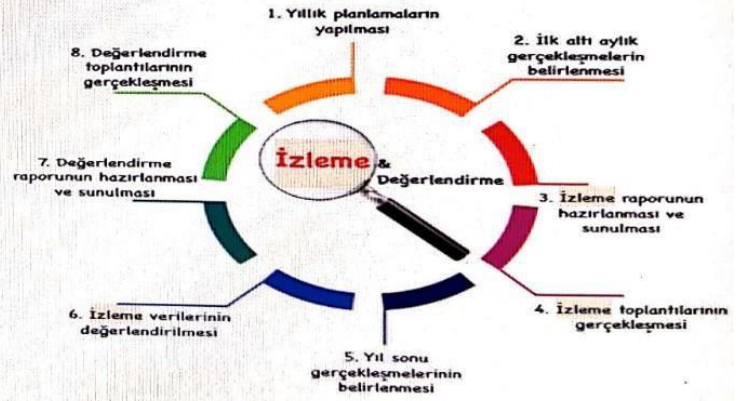 1. Yıllık planlamaların
yapılması
2. İlk altı aylık
gerçekleşmelerin
belirlenmesi
3. İzleme raporunun
hazırlanması ve
sunulması
4. İzleme toplantılarının
gerçekleşmesi
5. Yıl sonu
gerçekleşmelerinin
belirlenmesi
6. İzleme verilerinin
değerlendirilmesi
7. Değerlendirme
raporunun hazırlanması
ve sunulması
8. Değerlendirme
toplantılarının
gerçekleşmesi
İzleme &
Değerlendirme